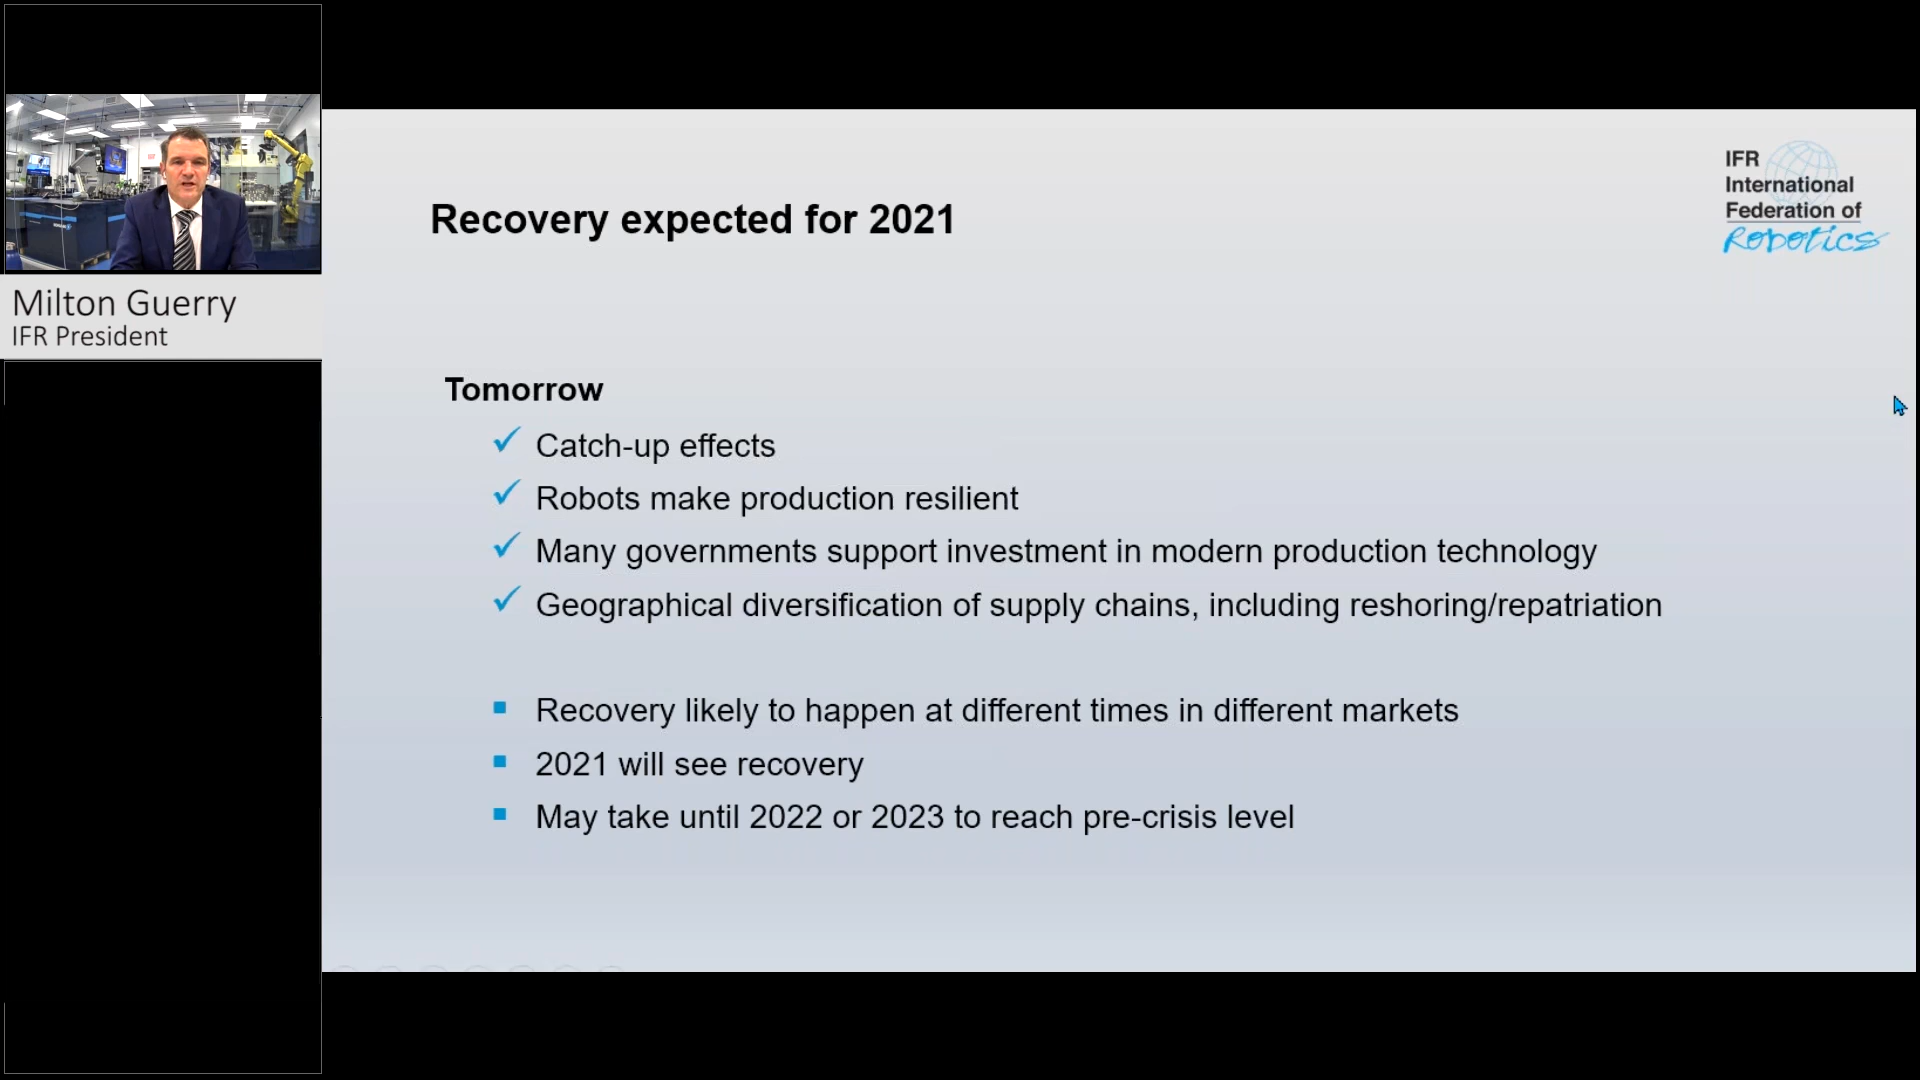 Milton Guerry
IFR President
Recovery expected for 2021
IFR
International
Federation of
Robotics
Tomorrow
Catch-up effects
Robots make production resilient
Many governments support investment in modern production technology
Geographical diversification of supply chains, including reshoring/repatriation
Recovery likely to happen at different times in different markets
2021 will see recovery
May take until 2022 or 2023 to reach pre-crisis level